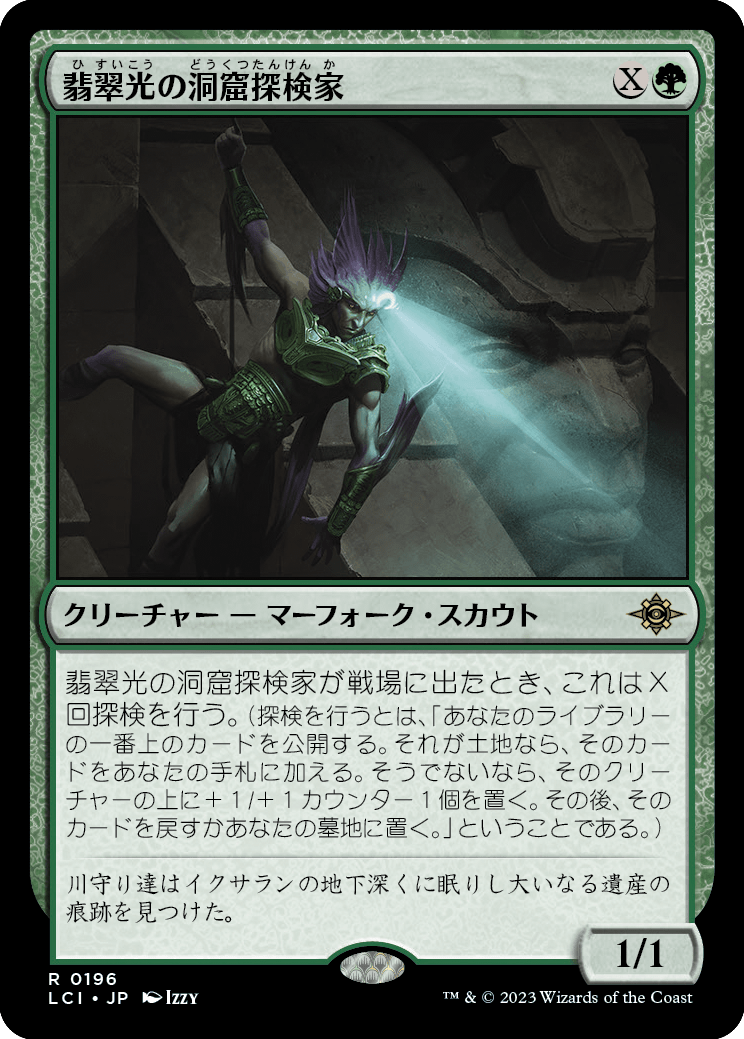 ひすいこう どうくつたんけんか
翡翠光の洞窟探検家 X
クリーチャー — マーフォーク・スカウト
翡翠光の洞窟探検家が戦場に出たとき、これはX
回探検を行う。(探検を行うとは、「あなたのライブラリー
の一番上のカードを公開する。それが土地なら、そのカー
ドをあなたの手札に加える。そうでないなら、そのクリー
チャーの上に+1/+1カウンター1個を置く。その後、その
カードを戻すかあなたの墓地に置く。」ということである。)
川守り達はイクサランの地下深くに眠りし大いなる遺産の
痕跡を見つけた。
1/1
R 0196
LCI • JP Izzy
™ & © 2023 Wizards of the Coast